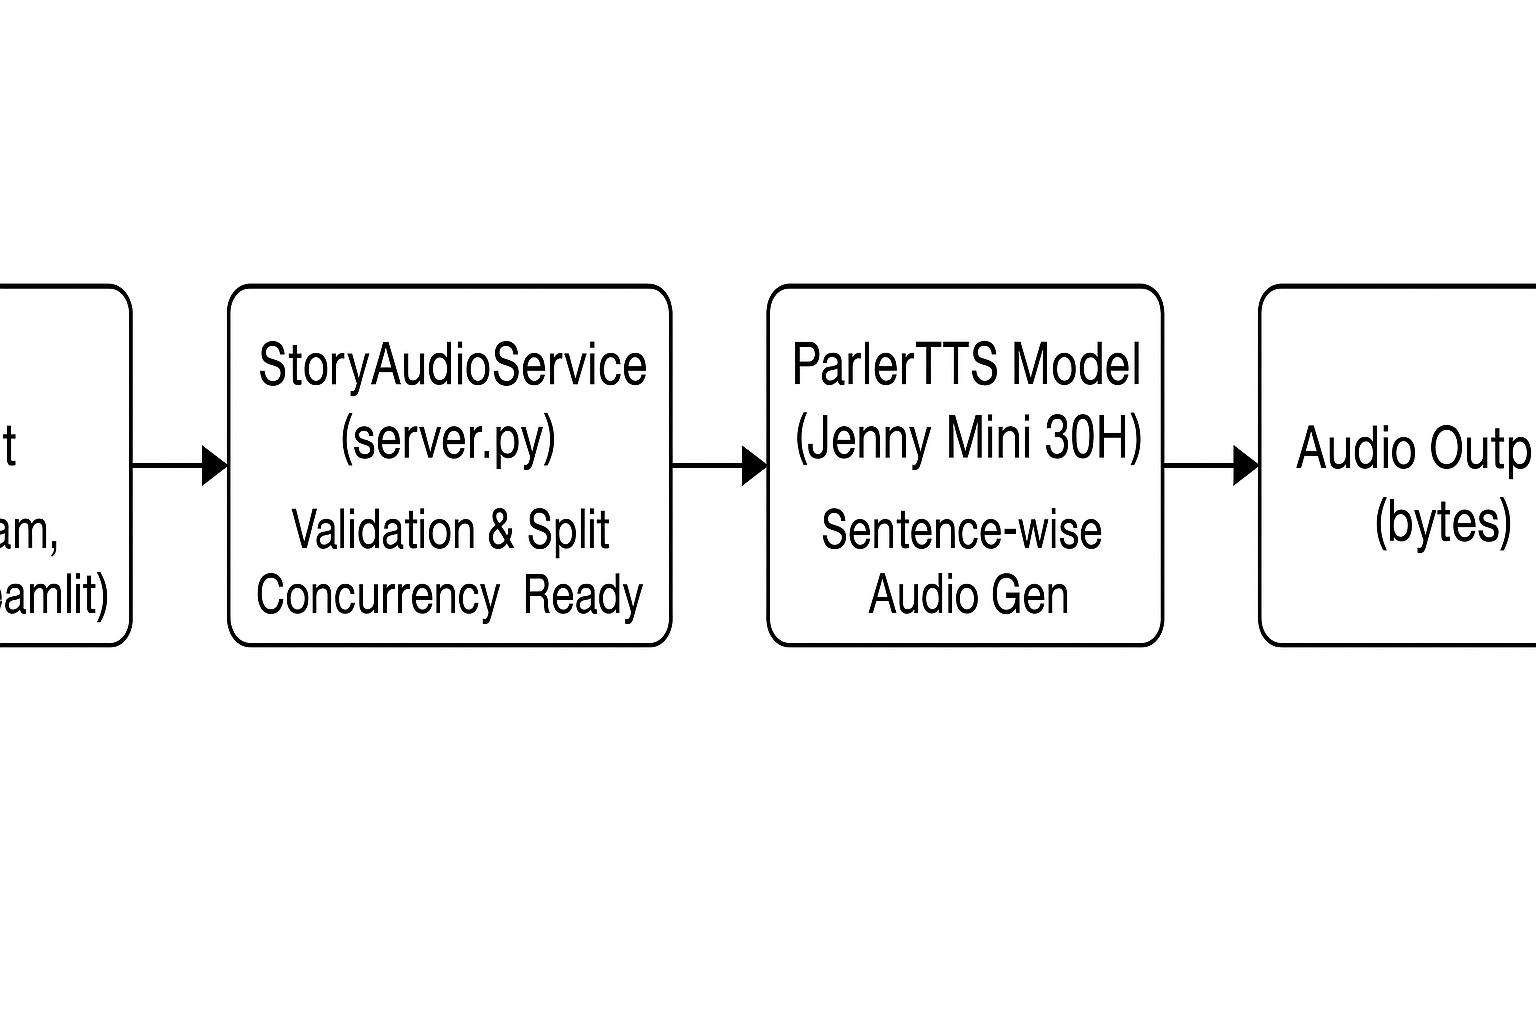 t
am,
eamlit)
StoryAudioService
(server.py)
Validation & Split
Concurrency Ready
ParlerTTS Model
(Jenny Mini 30H)
Sentence-wise
Audio Gen
Audio Outp
(bytes)